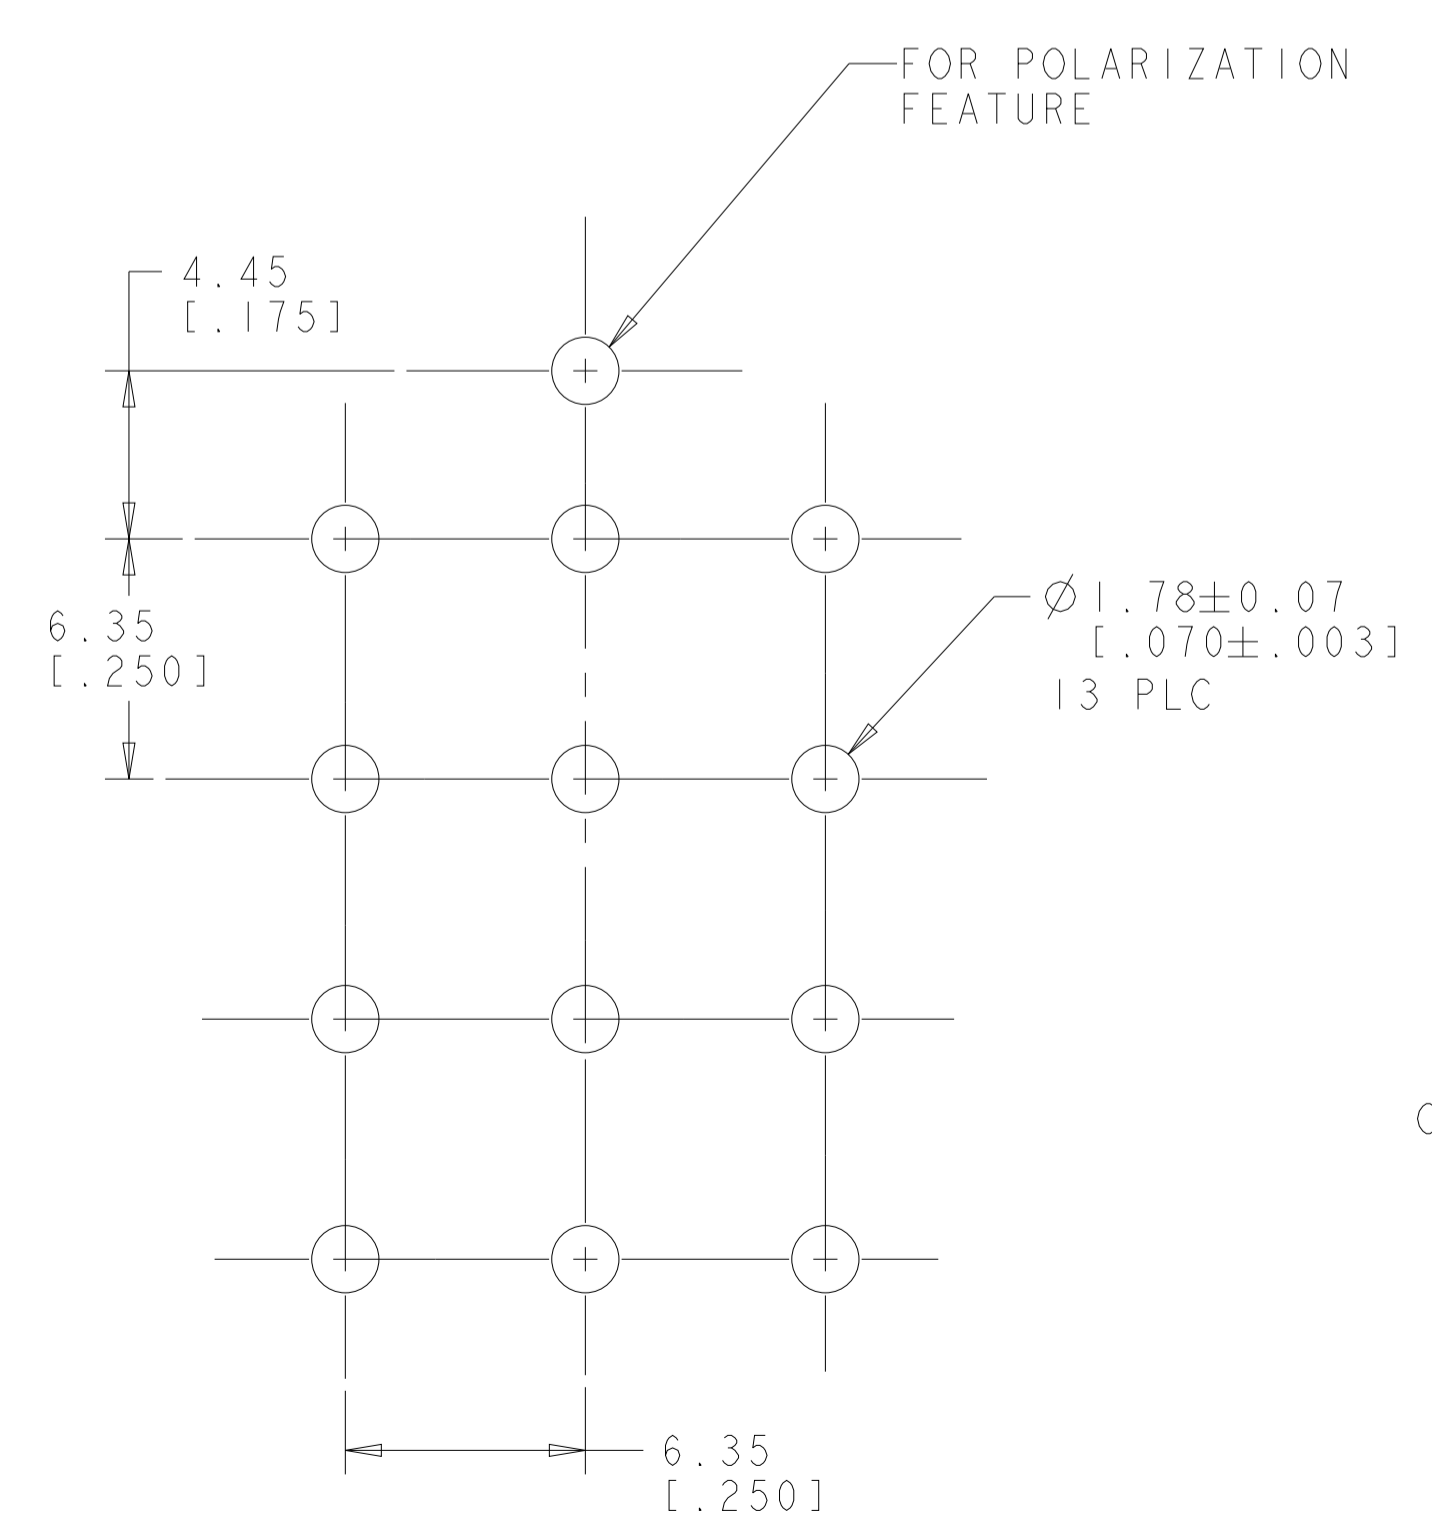 FOR POLARIZATION
FEATURE
4.45
[.175]
Ø1.78±0.07
[.070±.003]
13 PLC
6.35
[.250]
6.35
[.250]